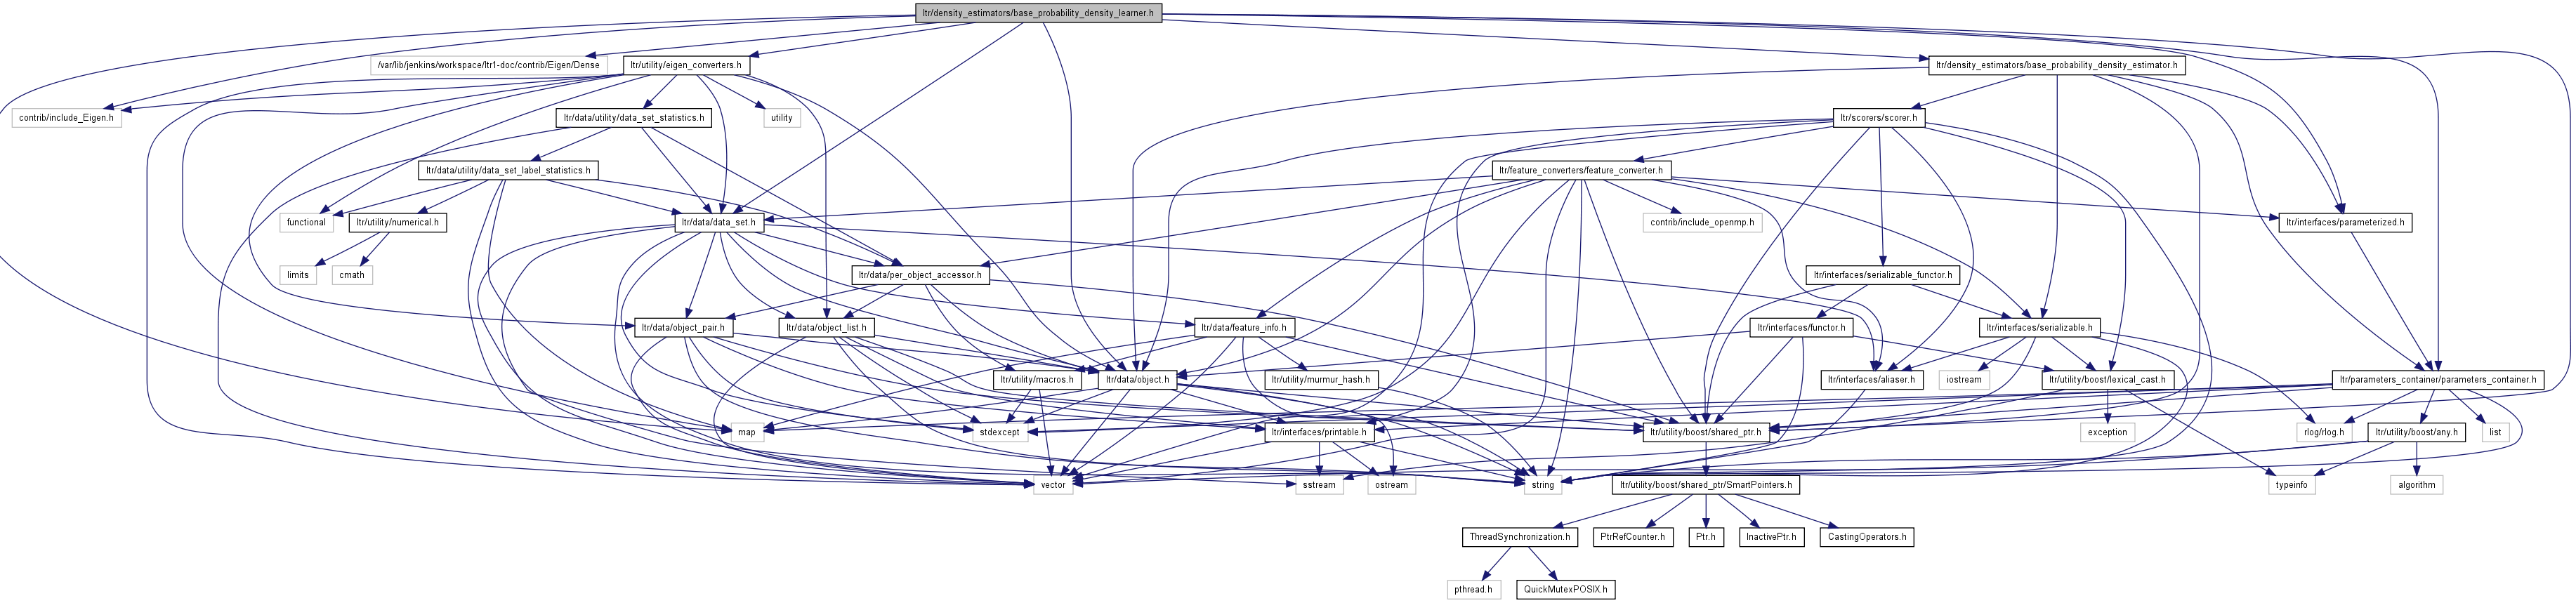 ltr/density_estimators/base_probability_density_learner.h
/var/lib/jenkins/workspace/ltr1-doc/contrib/Eigen/Dense
ltr/utility/eigen_converters.h
ltr/density_estimators/base_probability_density_estimator.h
contrib/include_Eigen.h
ltr/data/utility/data_set_statistics.h
utility
ltr/scorers/scorer.h
ltr/data/utility/data_set_label_statistics.h
ltr/feature_converters/feature_converter.h
functional
ltr/utility/numerical.h
ltr/data/data_set.h
contrib/include_openmp.h
ltr/interfaces/parameterized.h
limits
cmath
ltr/data/per_object_accessor.h
ltr/interfaces/serializable_functor.h
ltr/data/object_pair.h
ltr/data/object_list.h
ltr/data/feature_info.h
ltr/interfaces/functor.h
ltr/interfaces/serializable.h
ltr/utility/macros.h
ltr/data/object.h
ltr/utility/murmur_hash.h
ltr/interfaces/aliaser.h
iostream
ltr/utility/boost/lexical_cast.h
ltr/parameters_container/parameters_container.h
map
stdexcept
ltr/interfaces/printable.h
ltr/utility/boost/shared_ptr.h
exception
rlog/rlog.h
ltr/utility/boost/any.h
list
vector
sstream
ostream
string
ltr/utility/boost/shared_ptr/SmartPointers.h
typeinfo
algorithm
ThreadSynchronization.h
PtrRefCounter.h
Ptr.h
InactivePtr.h
CastingOperators.h
pthread.h
QuickMutexPOSIX.h